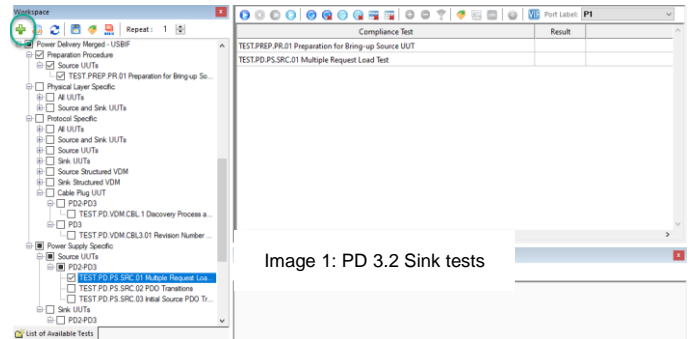 Workspace
Repeat: 1
Power Delivery Merged - USBIF
Preparation Procedure
Source UUTs
TEST.PREP.PR.01 Preparation for Bring-up So...
Physical Layer Specific
All UUTs
Source and Sink UUTs
Protocol Specific
All UUTs
Source and Sink UUTs
Source UUTs
Sink UUTs
Source Structured VDM
Sink Structured VDM
Cable Plug UUT
PD2-PD3
TEST.PD.VDM.CBL.1 Discovery Process a...
PD3
TEST.PD.VDM.CBL3.01 Revision Number ...
Power Supply Specific
Source UUTs
PD2-PD3
TEST.PD.PS.SRC.01 Multiple Request Loa...
TEST.PD.PS.SRC.02 PDO Transitions
TEST.PD.PS.SRC.03 Initial Source PDO Tr...
Sink UUTs
PD2-PD3
List of Available Tests
Port Label: P1
Compliance Test Result
TEST.PREP.PR.01 Preparation for Bring-up Source UUT
TEST.PD.PS.SRC.01 Multiple Request Load Test
Image 1: PD 3.2 Sink tests